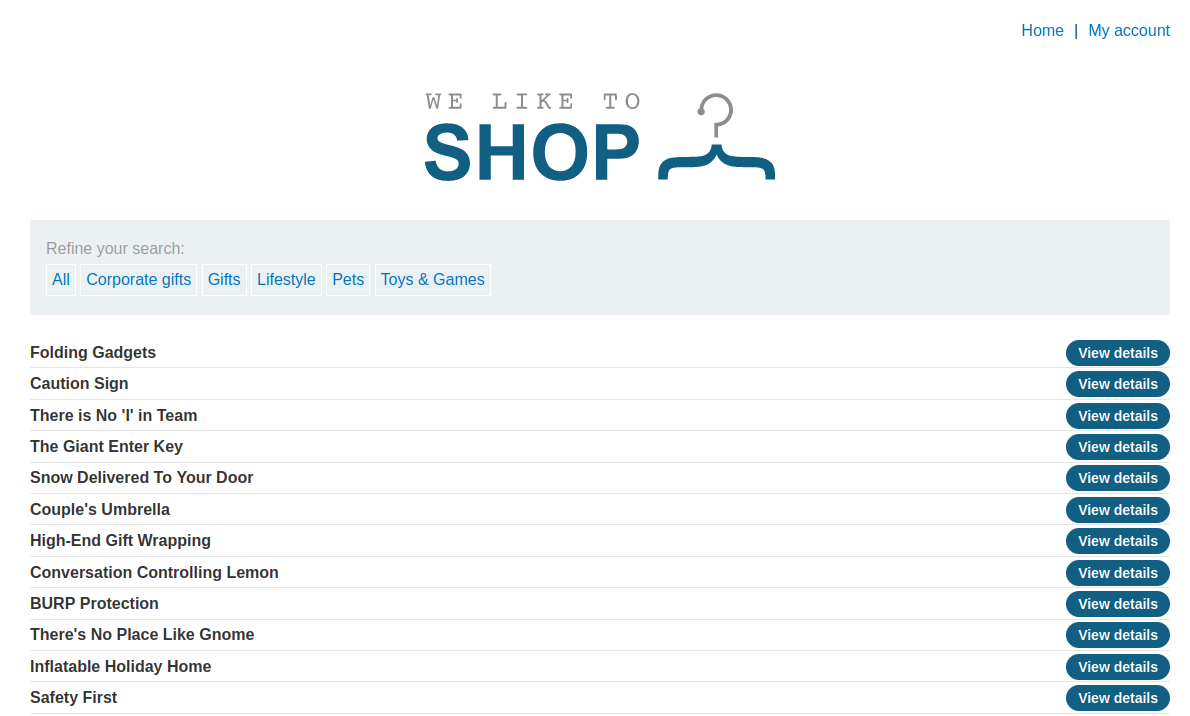 Home | My account
WE LIKE TO
SHOP
Refine your search:
All Corporate gifts Gifts Lifestyle Pets Toys & Games
Folding Gadgets View details
Caution Sign View details
There is No 'I' in Team View details
The Giant Enter Key View details
Snow Delivered To Your Door View details
Couple's Umbrella View details
High-End Gift Wrapping View details
Conversation Controlling Lemon View details
BURP Protection View details
There's No Place Like Gnome View details
Inflatable Holiday Home View details
Safety First View details